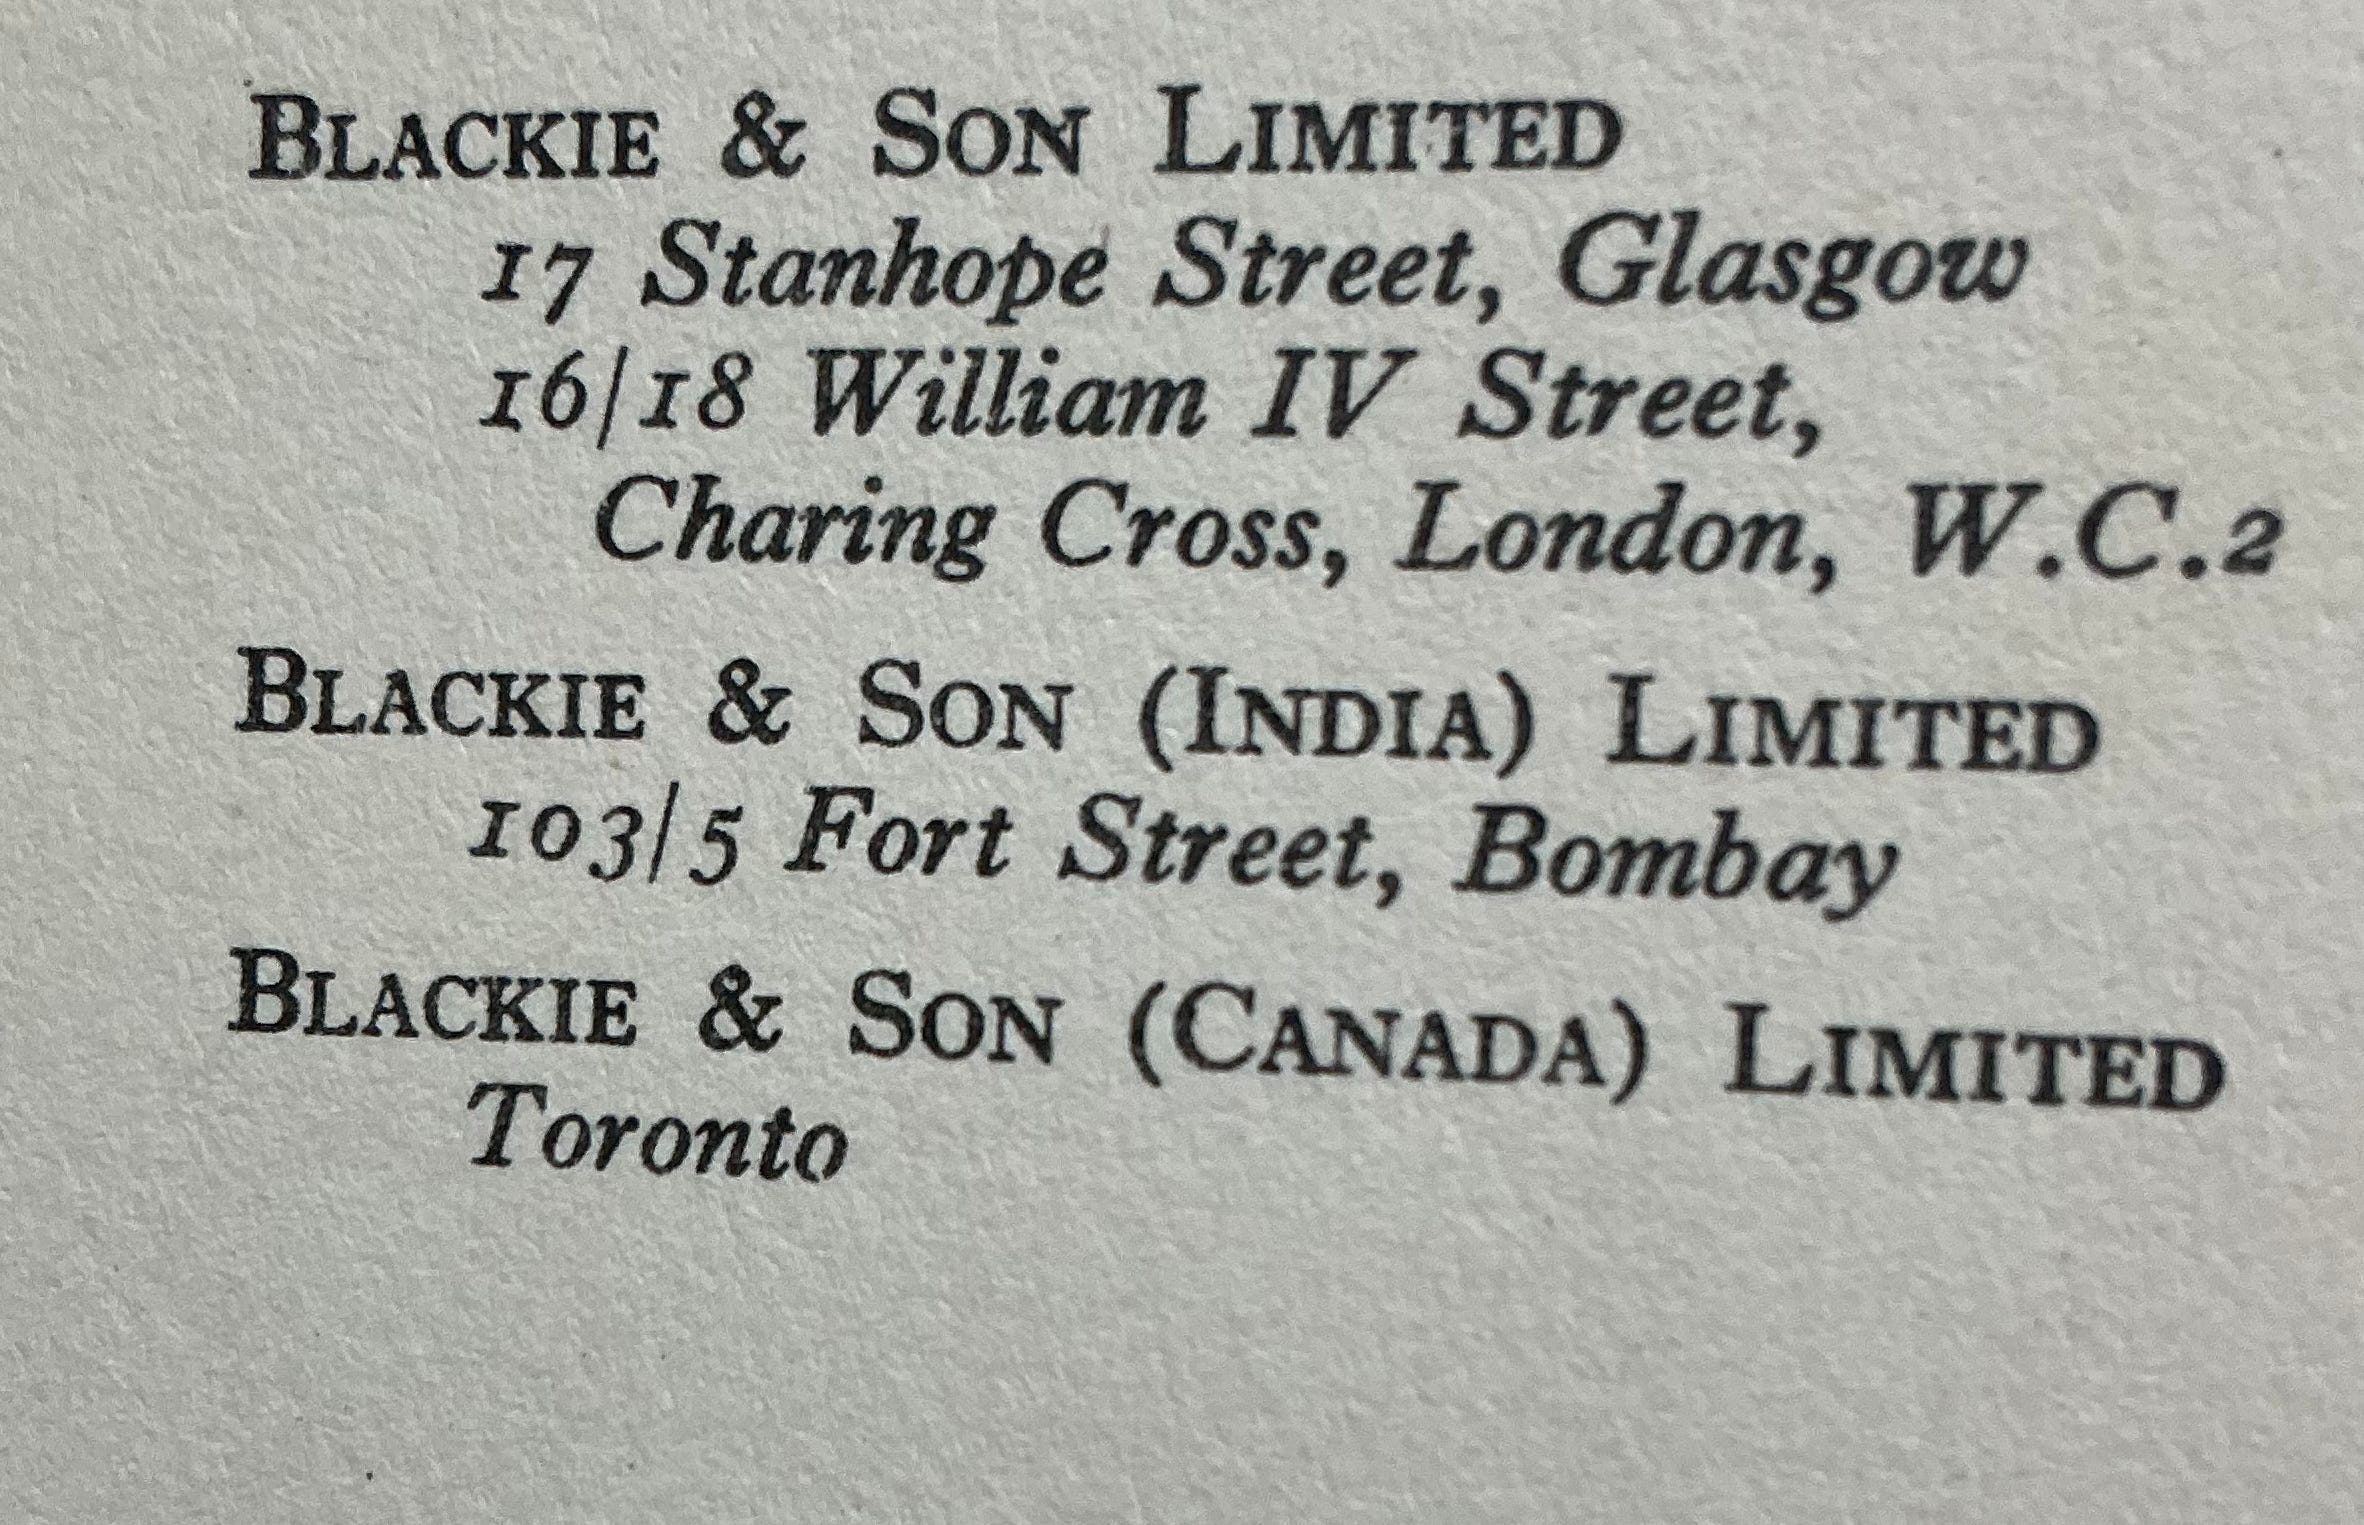 BLACKIE & SON LIMITED
17 Stanhope Street, Glasgow
16/18 William IV Street,
Charing Cross, London, W.C.2
BLACKIE & SON (INDIA) LIMITED
103/5 Fort Street, Bombay
BLACKIE & SON (CANADA) LIMITED
Toronto